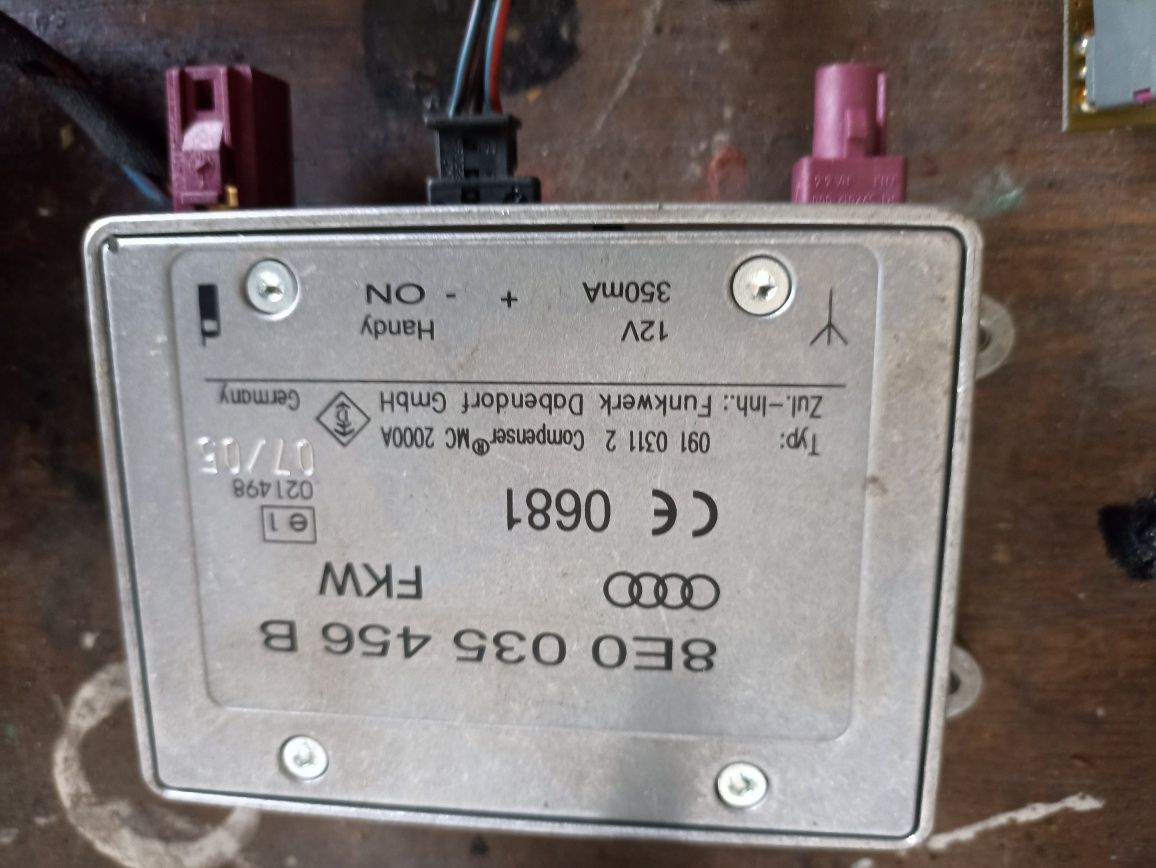 8E0 035 456 B
FKW
e1
021498
CE 0681
07/05
Typ: 091 0311 2 Compenser®MC 2000A
Zul.-Inh.: Funkwerk Dabendorf GmbH Germany
12V Handy
350mA + - ON